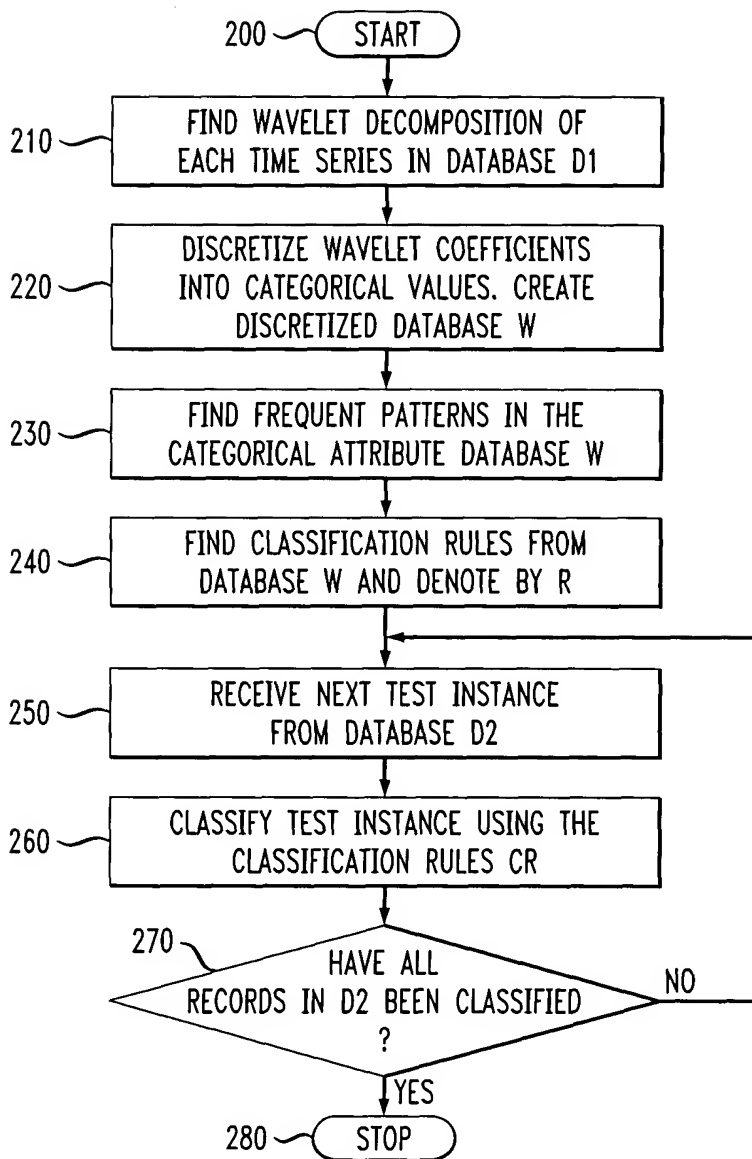 200 START
210 FIND WAVELET DECOMPOSITION OF
EACH TIME SERIES IN DATABASE D1
220 DISCRETIZE WAVELET COEFFICIENTS
INTO CATEGORICAL VALUES. CREATE
DISCRETIZED DATABASE W
230 FIND FREQUENT PATTERNS IN THE
CATEGORICAL ATTRIBUTE DATABASE W
240 FIND CLASSIFICATION RULES FROM
DATABASE W AND DENOTE BY R
250 RECEIVE NEXT TEST INSTANCE
FROM DATABASE D2
260 CLASSIFY TEST INSTANCE USING THE
CLASSIFICATION RULES CR
270
HAVE ALL
RECORDS IN D2 BEEN CLASSIFIED
?
NO
YES
280 STOP